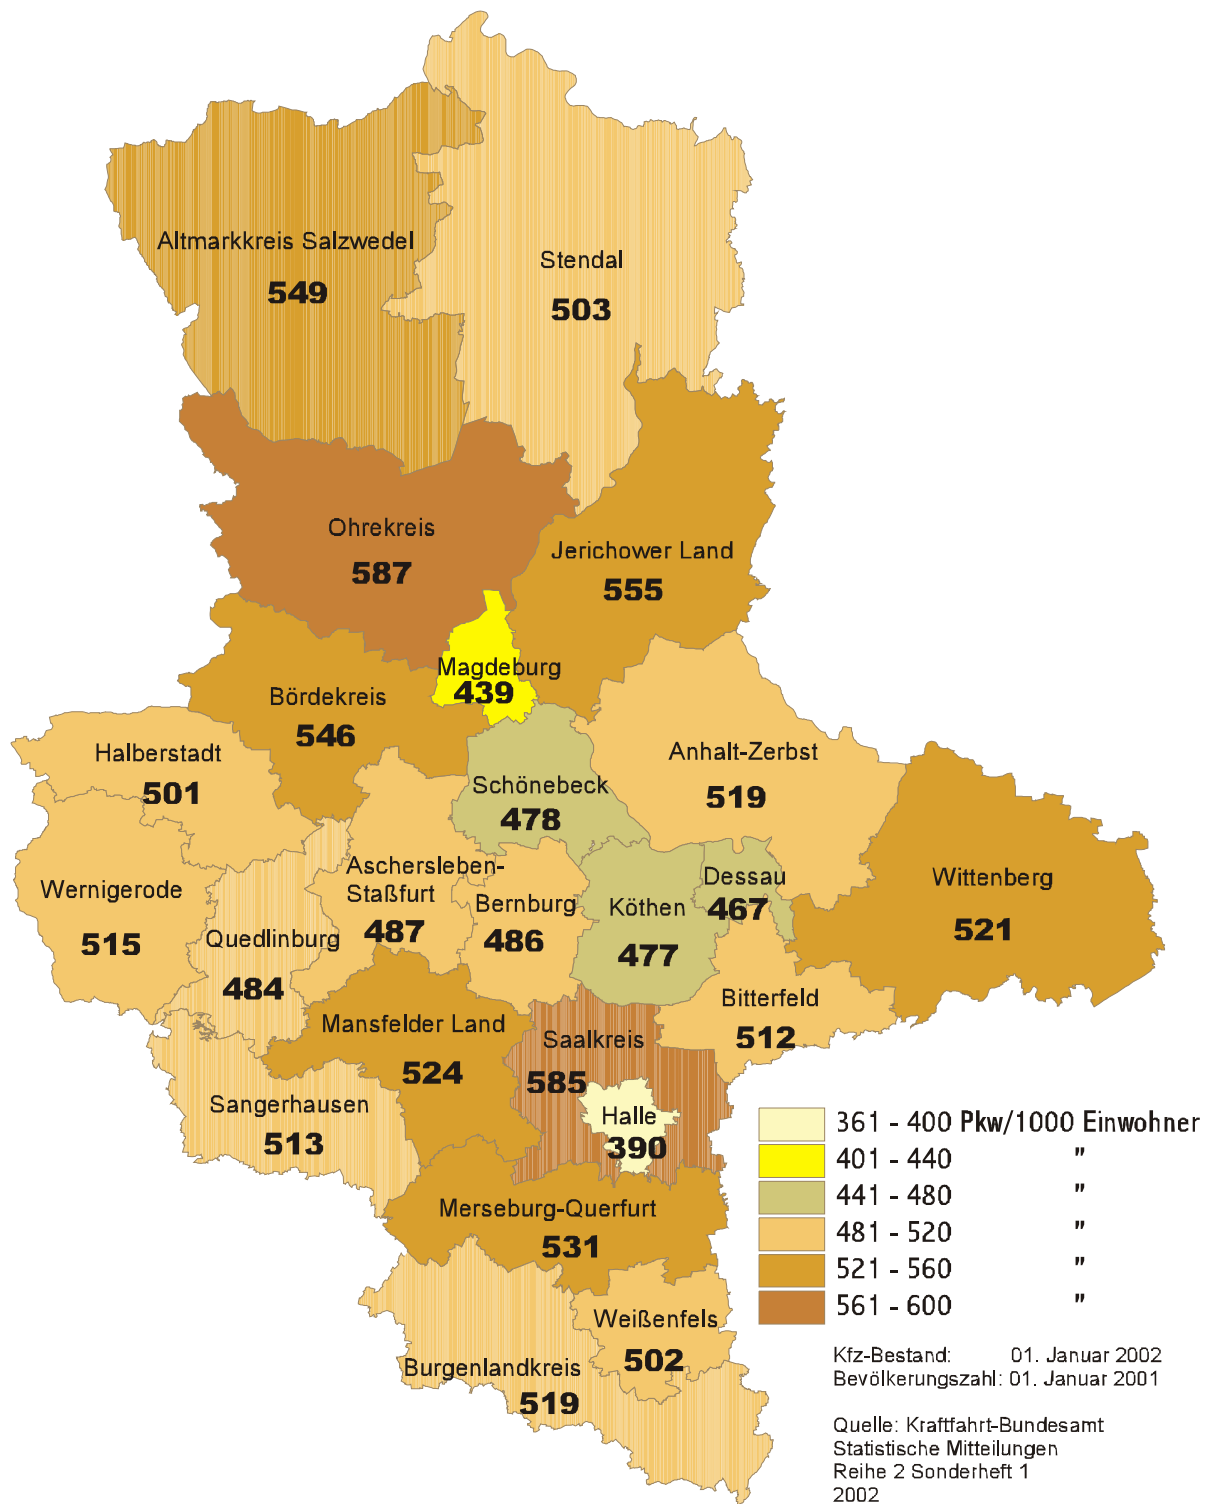 Altmarkkreis Salzwedel
549
Stendal
503
Ohrekreis
587
Jerichower Land
555
Magdeburg
439
Bördekreis
546
Halberstadt
501
Anhalt-Zerbst
519
Schönebeck
478
Wernigerode
515
Quedlinburg
484
Aschersleben-
Staßfurt
487
Bernburg
486
Köthen
477
Dessau
467
Wittenberg
521
Bitterfeld
512
Mansfelder Land
524
Saalkreis
585
Halle
390
Sangerhausen
513
Merseburg-Querfurt
531
Weißenfels
502
Burgenlandkreis
519
361 - 400 Pkw/1000 Einwohner
401 - 440 "
441 - 480 "
481 - 520 "
521 - 560 "
561 - 600 "
Kfz-Bestand: 01. Januar 2002
Bevölkerungszahl: 01. Januar 2001
Quelle: Kraftfahrt-Bundesamt
Statistische Mitteilungen
Reihe 2 Sonderheft 1
2002